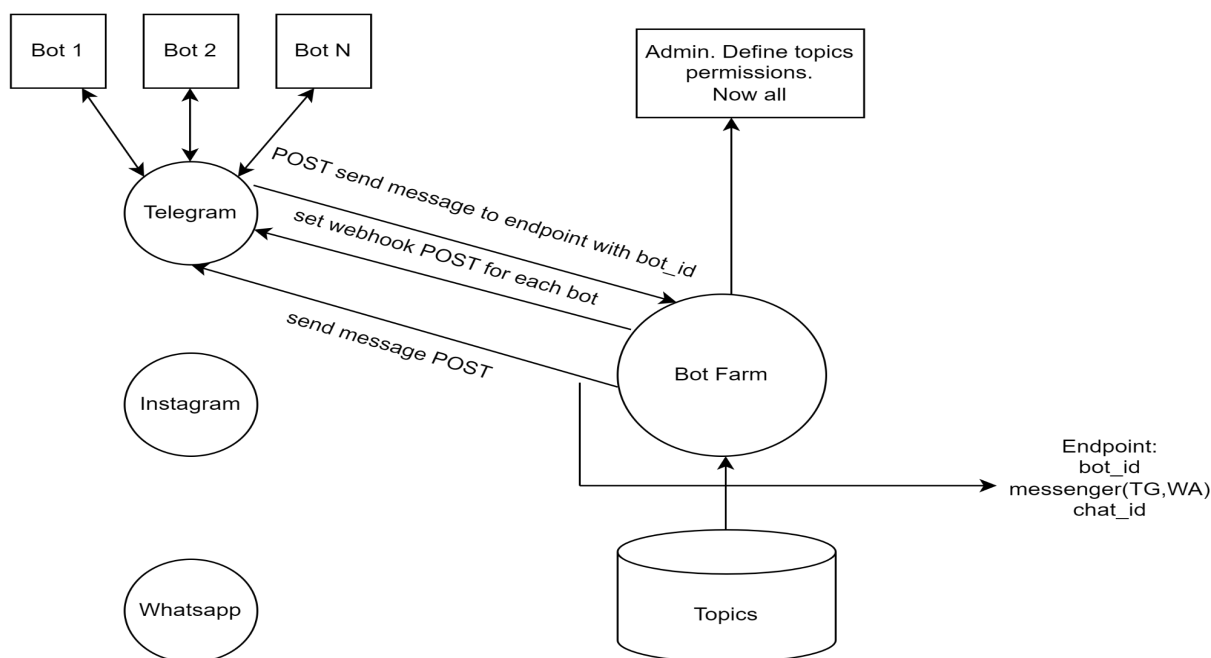 Bot 1
Bot 2
Bot N
Admin. Define topics
permissions.
Now all
POST send message to endpoint with bot_id
Telegram
set webhook POST for each bot
send message POST
Bot Farm
Instagram
Endpoint:
bot_id
messenger(TG,WA)
chat_id
Whatsapp
Topics